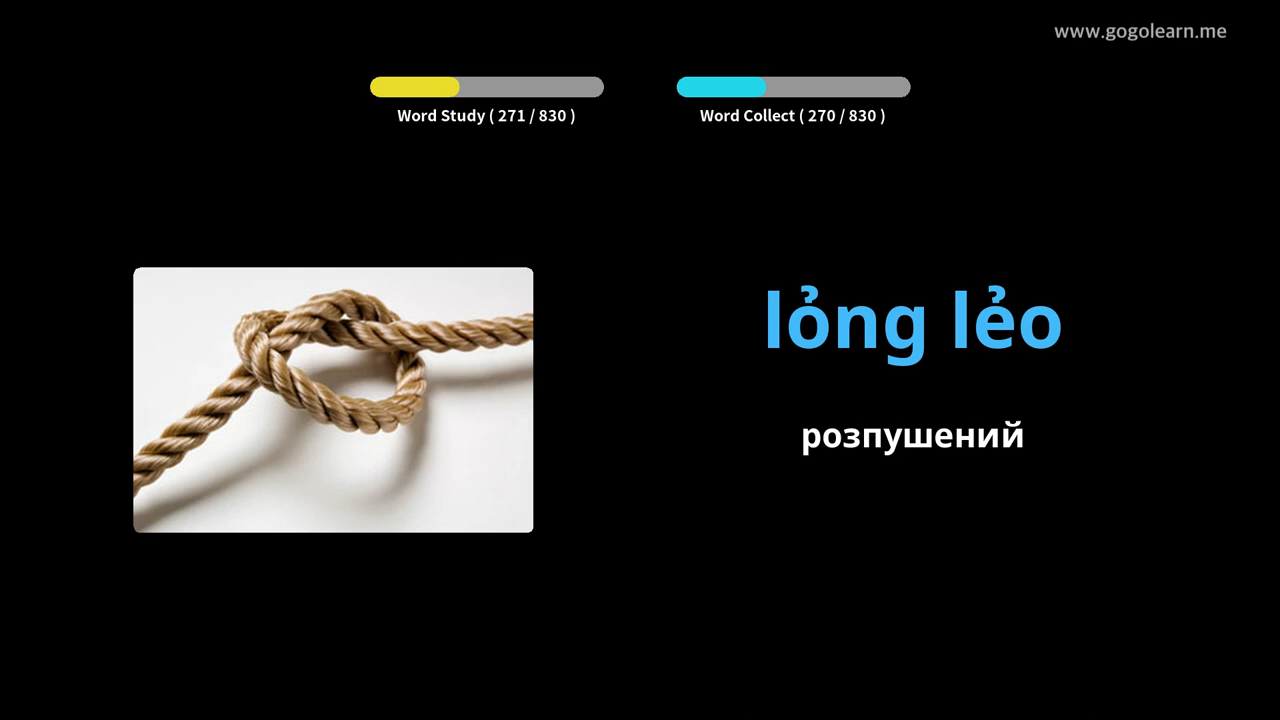 www.gogolearn.me
Word Study ( 271 / 830 )
Word Collect ( 270 / 830 )
lỏng lẻo
розпушений